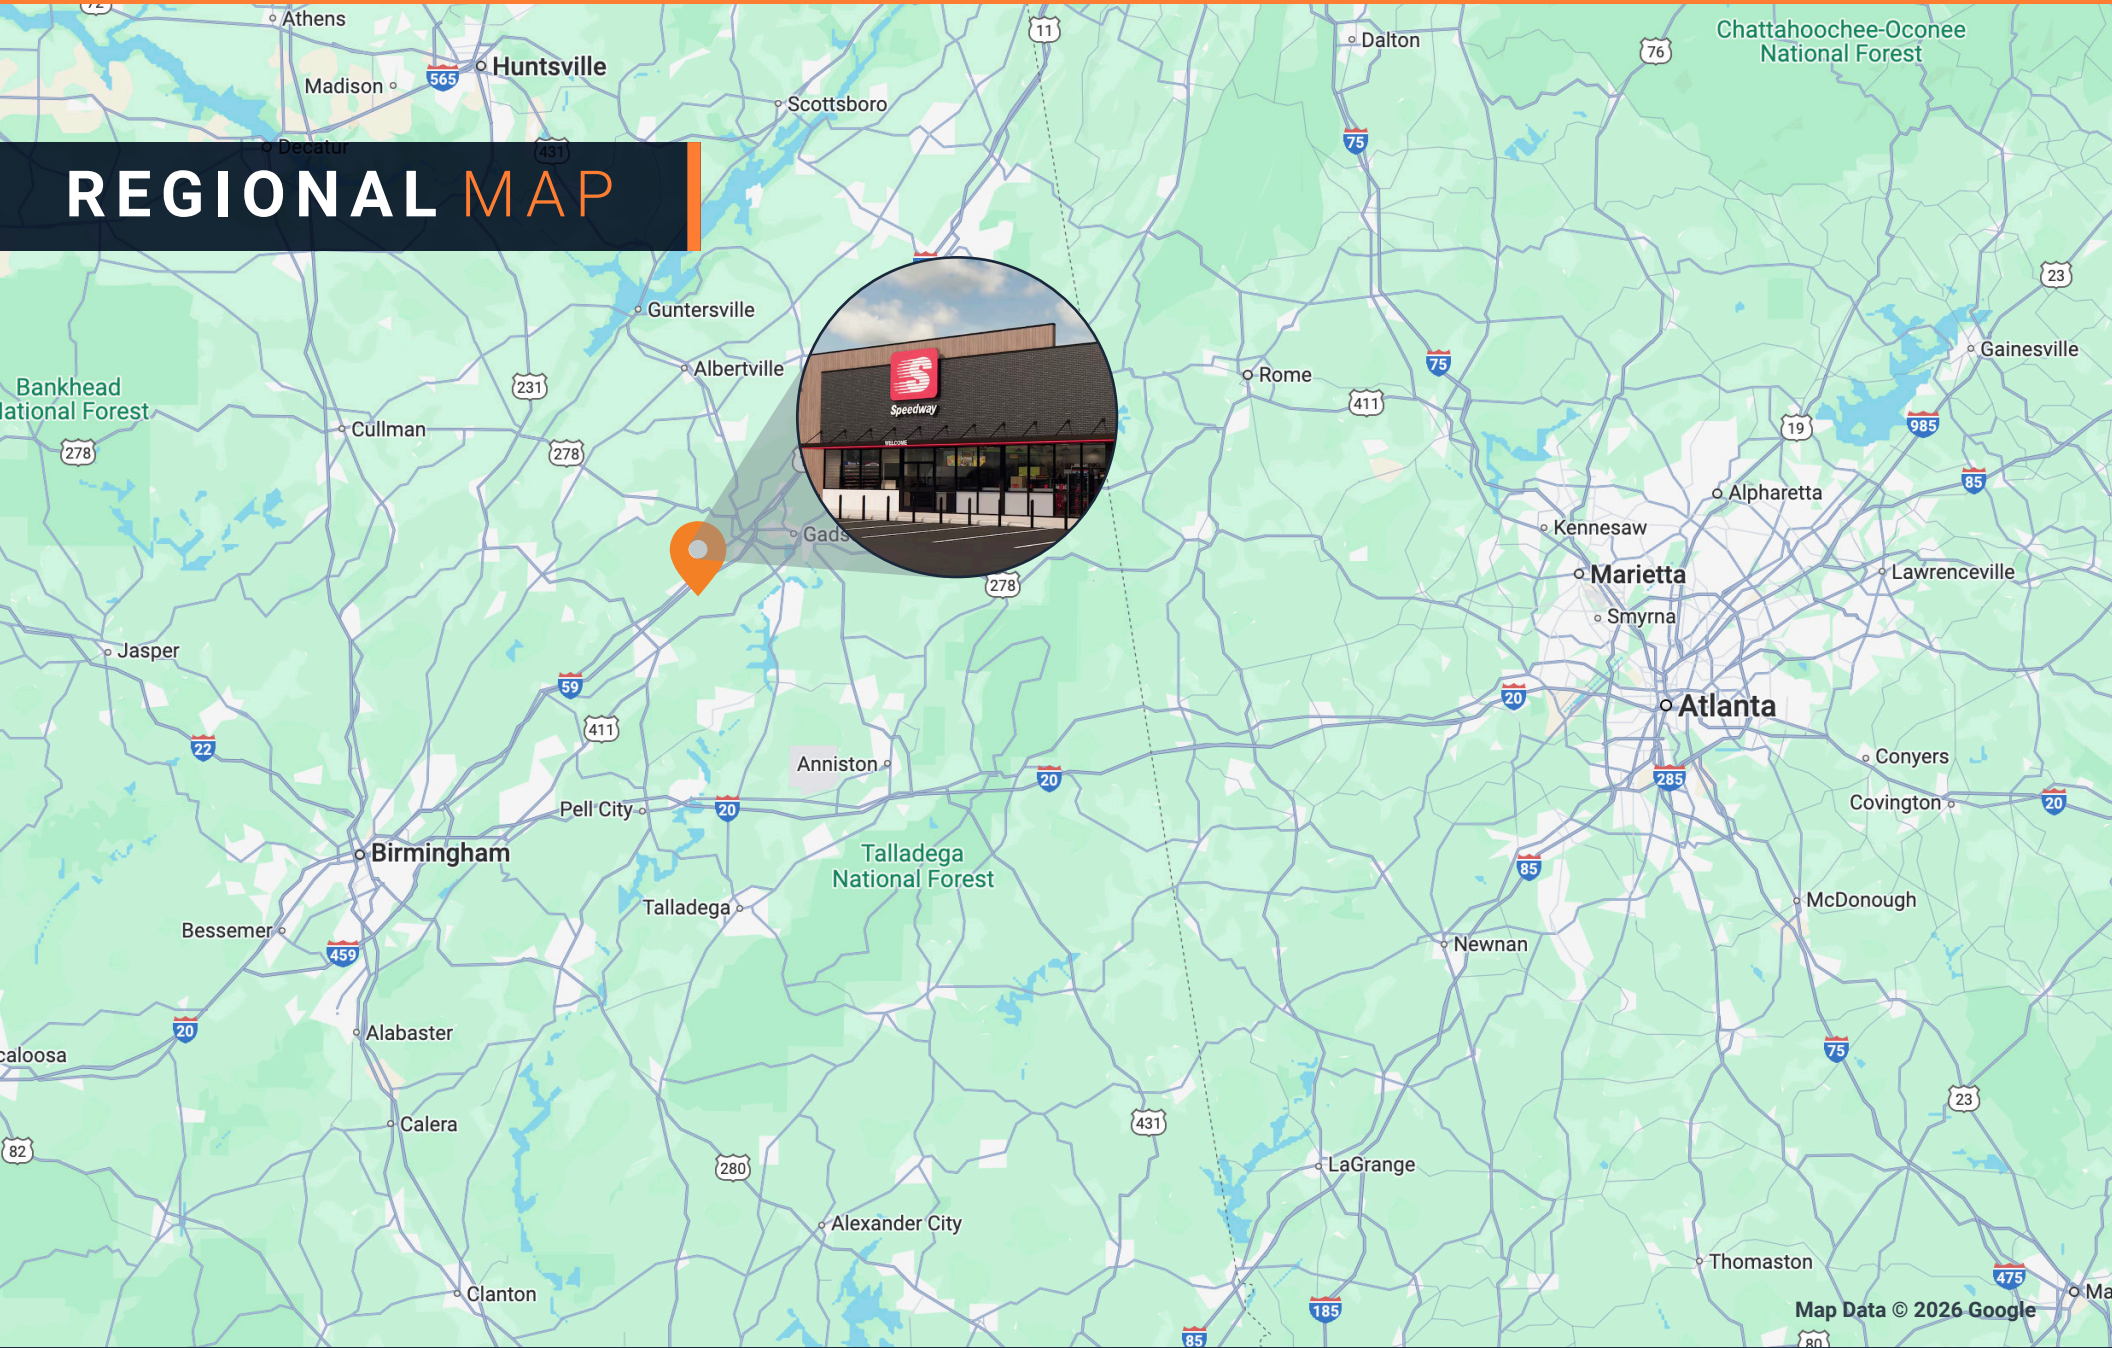 72
Athens
11
Dalton
Chattahoochee-Oconee
National Forest
76
Huntsville
565
Madison
Scottsboro
75
Decatur
431
REGIONAL MAP
23
Guntersville
Gainesville
Albertville
75
Rome
Bankhead
National Forest
231
411
Speedway
WELCOME
Cullman
19
985
278
278
85
Alpharetta
Kennesaw
Gads
Marietta
Lawrenceville
278
Smyrna
Jasper
59
20
Atlanta
411
22
Anniston
20
Conyers
285
Pell City
20
Covington
20
Birmingham
Talladega
National Forest
85
Talladega
McDonough
Bessemer
459
Newnan
20
Alabaster
caloosa
75
Calera
431
23
82
280
LaGrange
Alexander City
Thomaston
475
Clanton
Ma
185
Map Data © 2026 Google
85
80